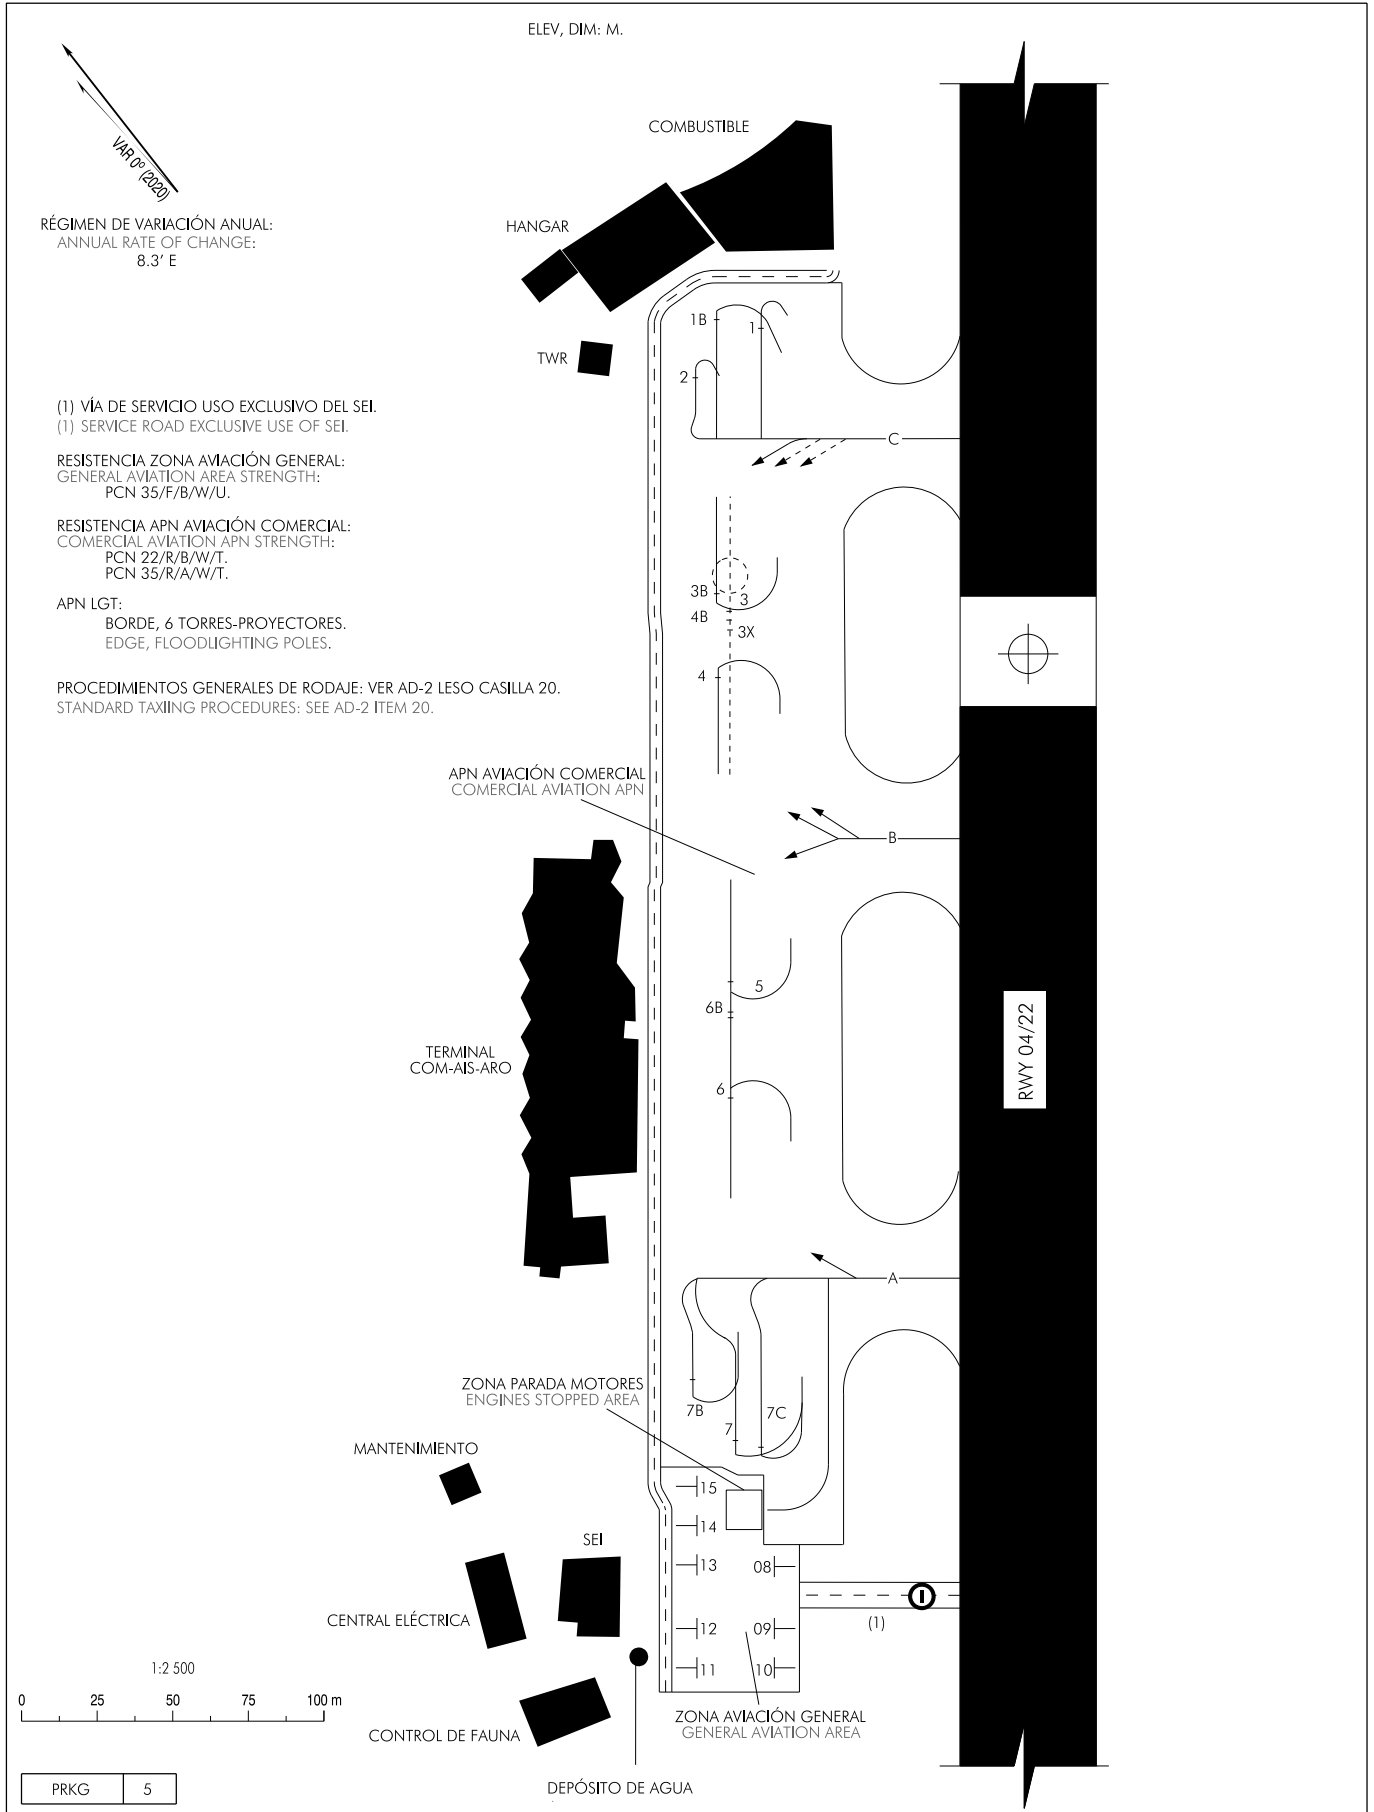 ELEV, DIM: M.
VAR 0º (2020)
RÉGIMEN DE VARIACIÓN ANUAL:
ANNUAL RATE OF CHANGE:
8.3' E
COMBUSTIBLE
HANGAR
TWR
1B
1
2
C
(1) VÍA DE SERVICIO USO EXCLUSIVO DEL SEI.
(1) SERVICE ROAD EXCLUSIVE USE OF SEI.
RESISTENCIA ZONA AVIACIÓN GENERAL:
GENERAL AVIATION AREA STRENGTH:
PCN 35/F/B/W/U.
RESISTENCIA APN AVIACIÓN COMERCIAL:
COMERCIAL AVIATION APN STRENGTH:
PCN 22/R/B/W/T.
PCN 35/R/A/W/T.
APN LGT:
BORDE, 6 TORRES-PROYECTORES.
EDGE, FLOODLIGHTING POLES.
PROCEDIMIENTOS GENERALES DE RODAJE: VER AD-2 LESO CASILLA 20.
STANDARD TAXIING PROCEDURES: SEE AD-2 ITEM 20.
3B
3
4B
3X
4
APN AVIACIÓN COMERCIAL
COMERCIAL AVIATION APN
B
5
6B
6
RWY 04/22
TERMINAL
COM-AIS-ARO
A
ZONA PARADA MOTORES
ENGINES STOPPED AREA
7B
7
7C
MANTENIMIENTO
15
14
13
12
11
08
09
10
SEI
CENTRAL ELÉCTRICA
(1)
1:2 500
0 25 50 75 100 m
CONTROL DE FAUNA
ZONA AVIACIÓN GENERAL
GENERAL AVIATION AREA
DEPÓSITO DE AGUA
PRKG 5